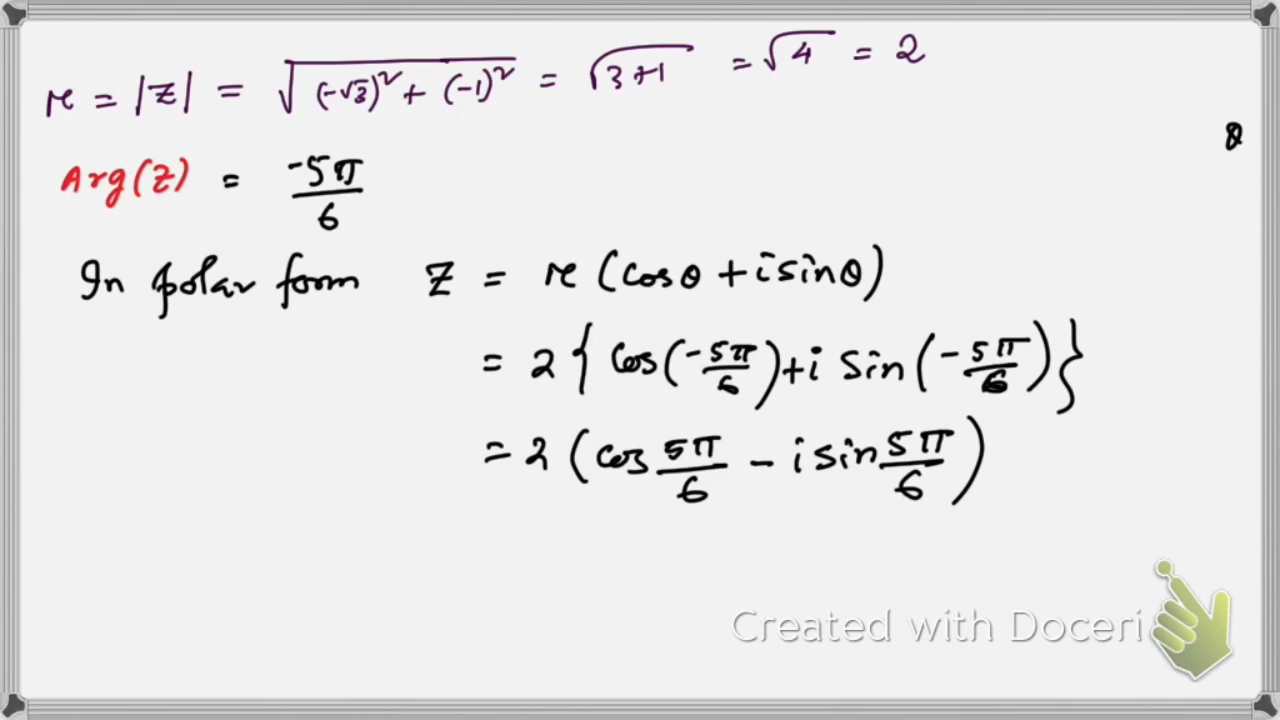 r = |z| = √((-√3)² + (-1)²) = √(3+1) = √4 = 2
Arg(z) = -5π/6
In polar form z = r (cosθ + i sinθ)
= 2 { cos(-5π/6) + i sin(-5π/6) }
= 2 (cos 5π/6 - i sin 5π/6)
Created with Doceri